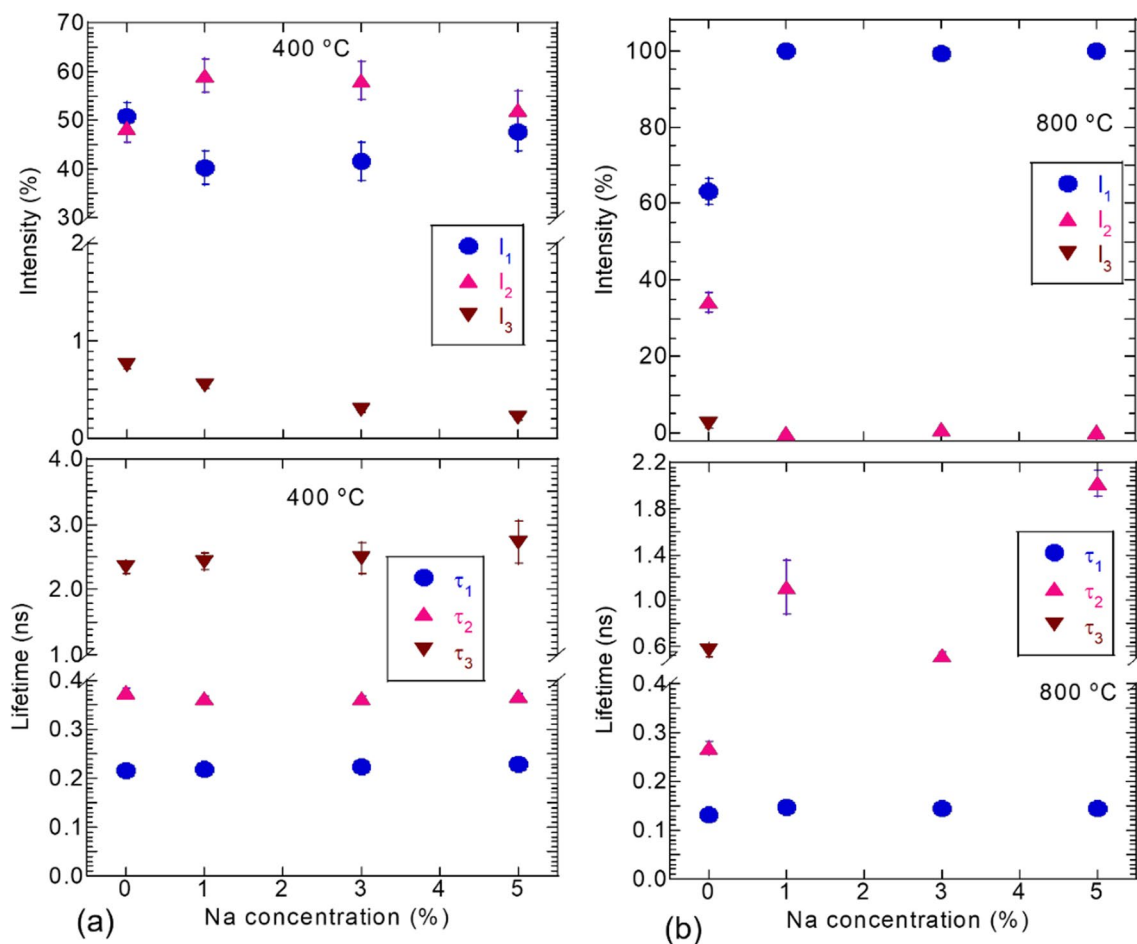 400 °C
Intensity (%)
70
60
50
40
30
2
1
0
I1
I2
I3
400 °C
Lifetime (ns)
4.0
3.0
2.0
1.0
0.4
0.3
0.2
0.1
0.0
τ1
τ2
τ3
0 1 2 3 4 5
Na concentration (%)
(a)
800 °C
Intensity (%)
100
80
60
40
20
0
I1
I2
I3
Lifetime (ns)
2.2
1.8
1.4
1.0
0.6
0.4
0.3
0.2
0.1
0.0
τ1
τ2
τ3
800 °C
0 1 2 3 4 5
Na concentration (%)
(b)